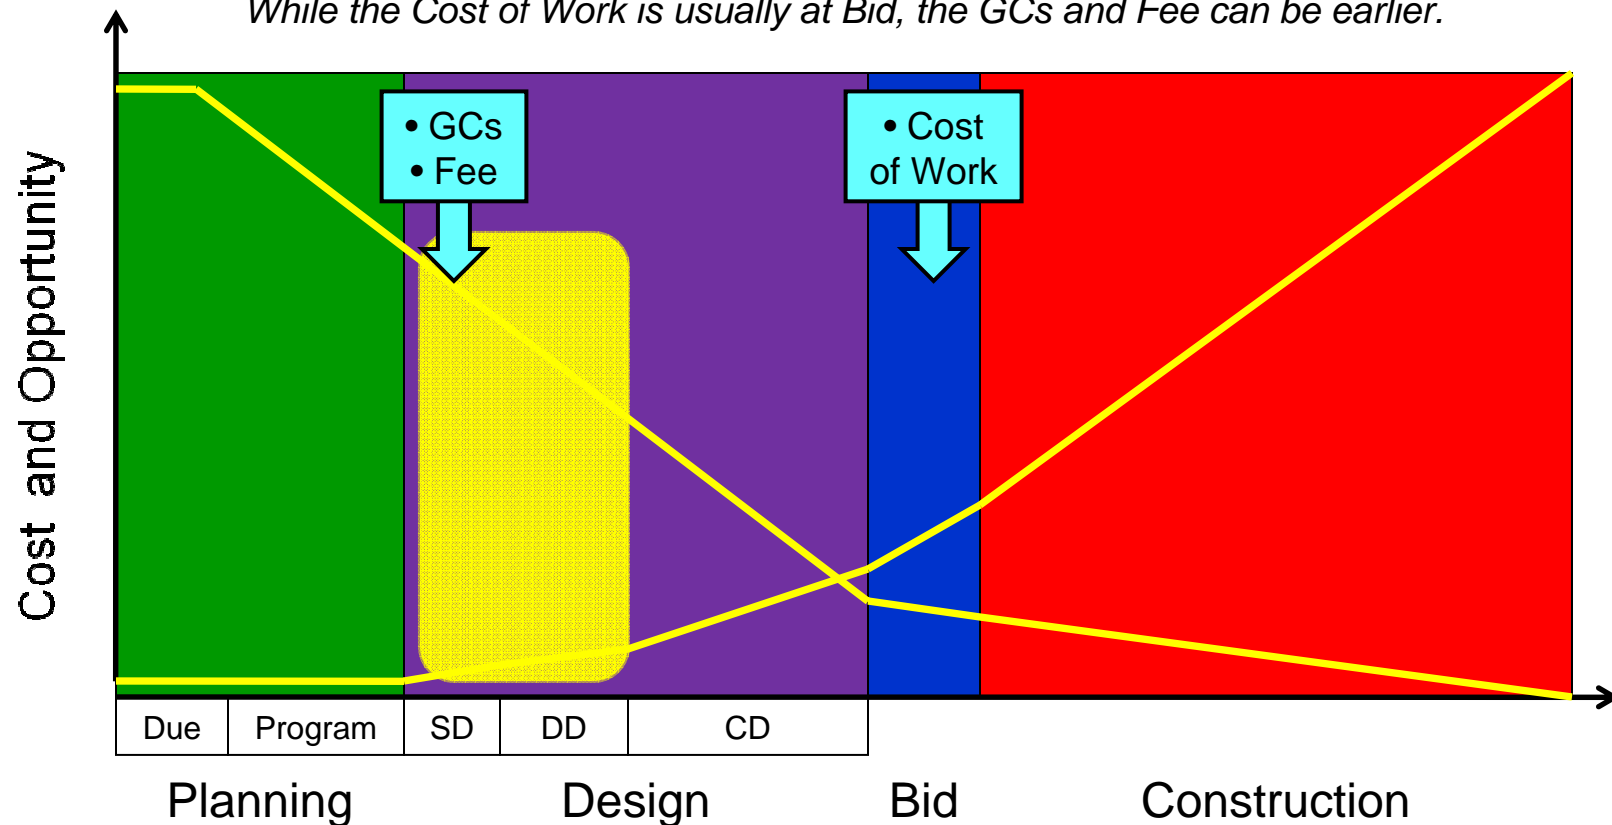 While the Cost of Work is usually at Bid, the GCs and Fee can be earlier.
• GCs
• Fee
• Cost
of Work
Cost and Opportunity
Due
Program
SD
DD
CD
Planning
Design
Bid
Construction